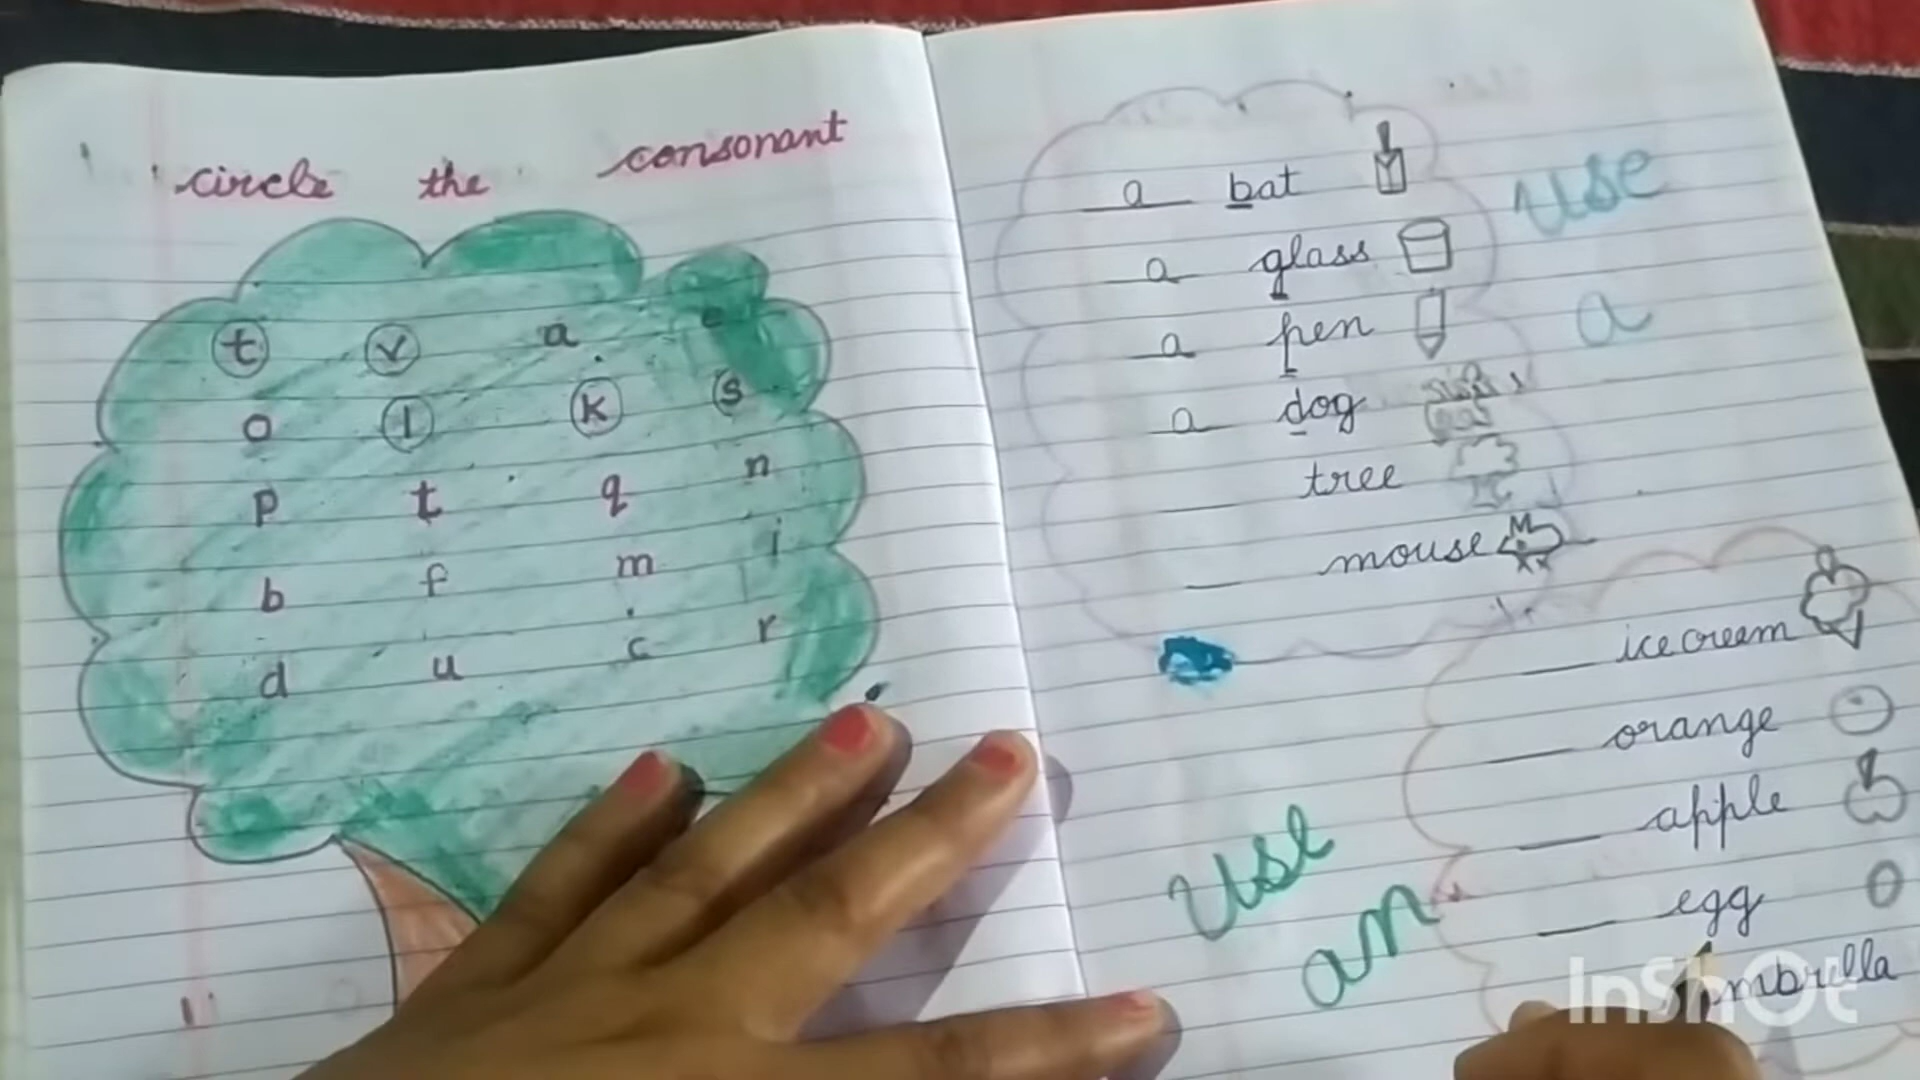 circle the consonant
t v a e
o l k s
p t q n
b f m i
d u c r
a bat
a glass
a pen
a dog
tree
mouse
use
a
ice cream
orange
apple
egg
use
an
InShot